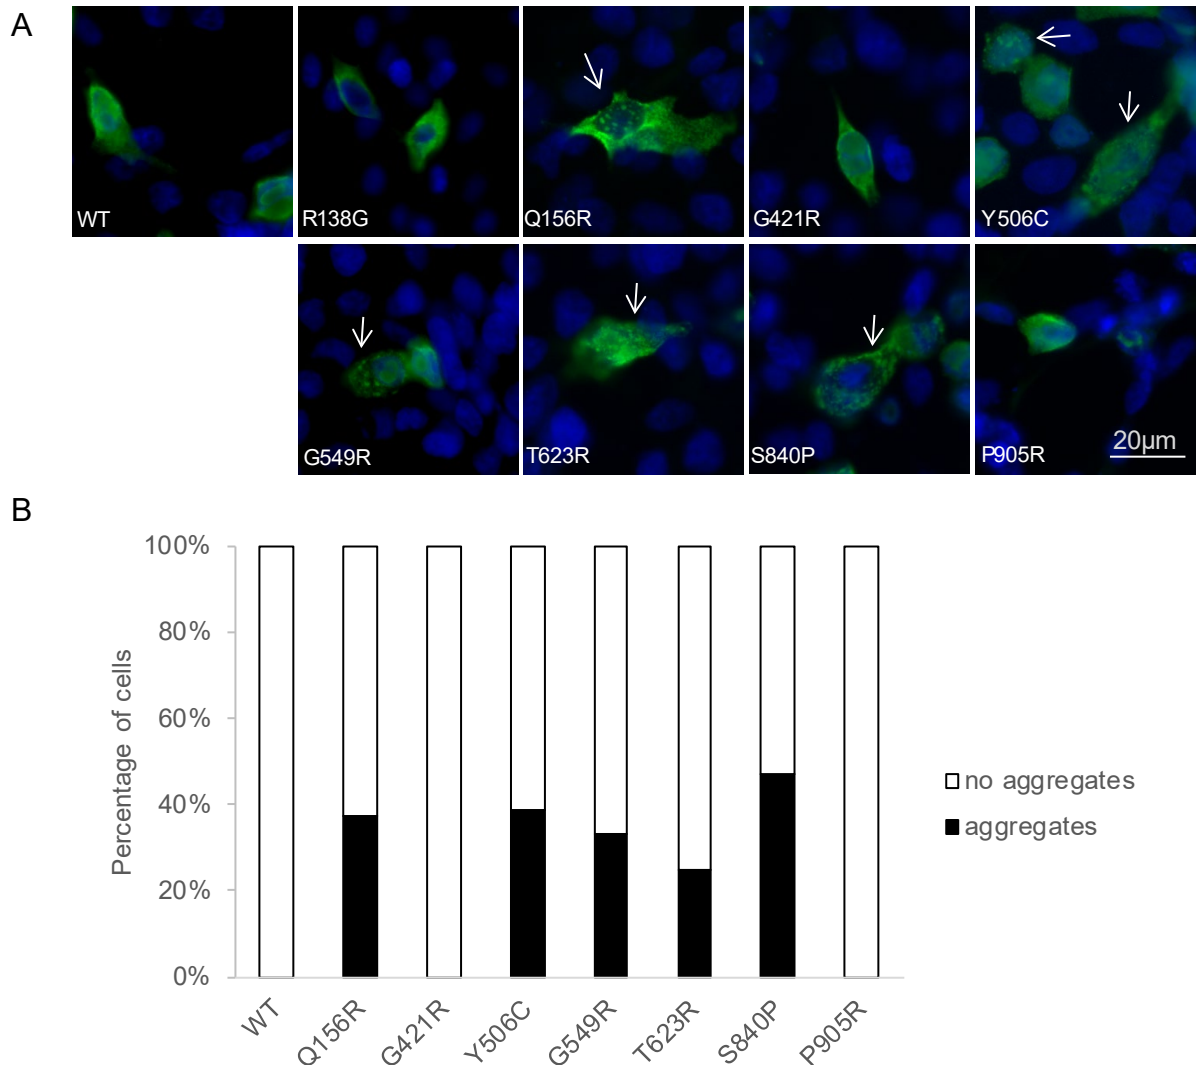 A
WT
R138G
Q156R
G421R
Y506C
G549R
T623R
S840P
P905R
20µm
B
100%
80%
60%
40%
20%
0%
Percentage of cells
WT
Q156R
G421R
Y506C
G549R
T623R
S840P
P905R
no aggregates
aggregates